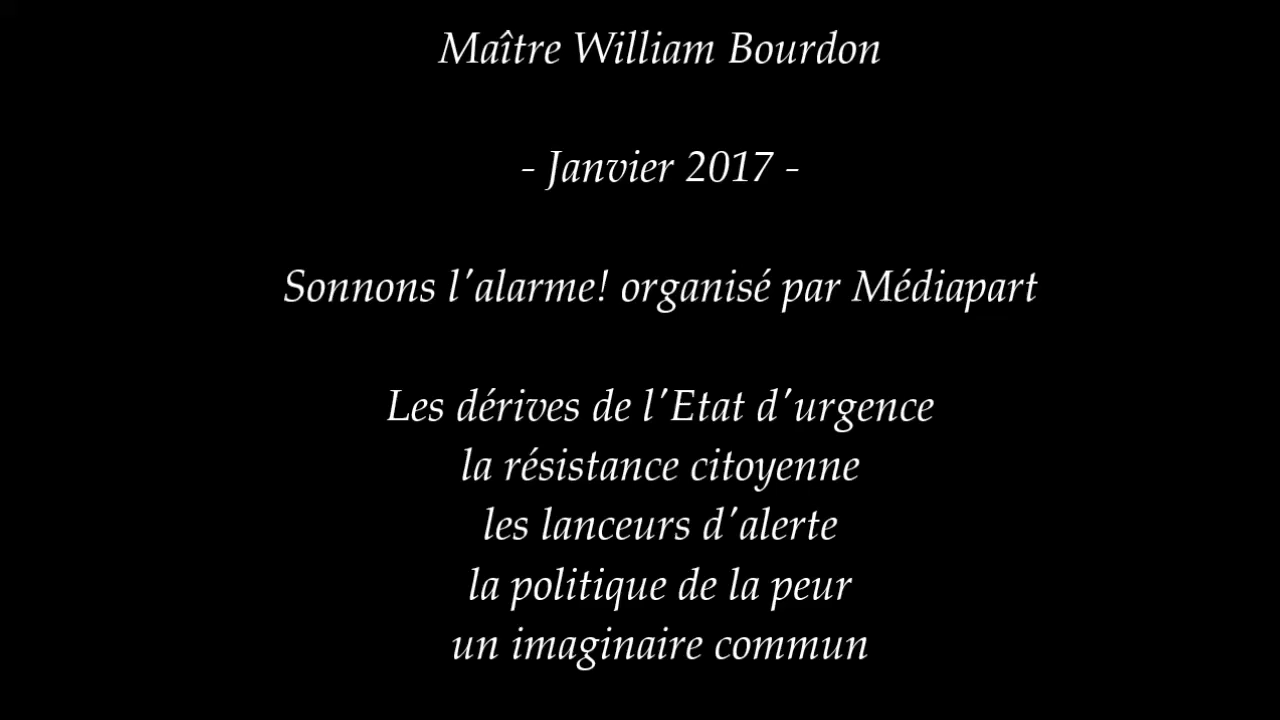 Maître William Bourdon
- Janvier 2017 -
Sonnons l'alarme! organisé par Médiapart
Les dérives de l'Etat d'urgence
la résistance citoyenne
les lanceurs d'alerte
la politique de la peur
un imaginaire commun